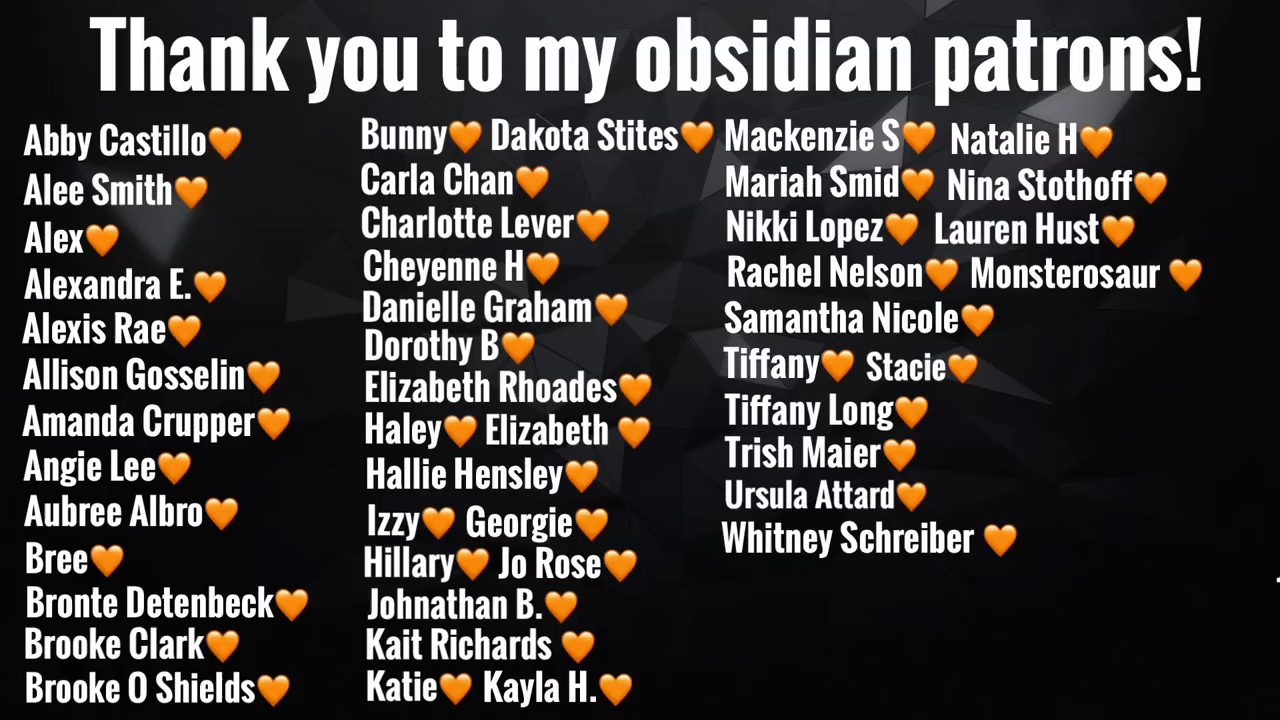 Thank you to my obsidian patrons!
Abby Castillo🧡
Alee Smith🧡
Alex🧡
Alexandra E.🧡
Alexis Rae🧡
Allison Gosselin🧡
Amanda Crupper🧡
Angie Lee🧡
Aubree Albro🧡
Bree🧡
Bronte Detenbeck🧡
Brooke Clark🧡
Brooke O Shields🧡
Bunny🧡 Dakota Stites🧡
Carla Chan🧡
Charlotte Lever🧡
Cheyenne H🧡
Danielle Graham🧡
Dorothy B🧡
Elizabeth Rhoades🧡
Haley🧡 Elizabeth 🧡
Hallie Hensley🧡
Izzy🧡 Georgie🧡
Hillary🧡 Jo Rose🧡
Johnathan B.🧡
Kait Richards 🧡
Katie🧡 Kayla H.🧡
Mackenzie S🧡 Natalie H🧡
Mariah Smid🧡 Nina Stothoff🧡
Nikki Lopez🧡 Lauren Hust🧡
Rachel Nelson🧡 Monsterosaur 🧡
Samantha Nicole🧡
Tiffany🧡 Stacie🧡
Tiffany Long🧡
Trish Maier🧡
Ursula Attard🧡
Whitney Schreiber 🧡